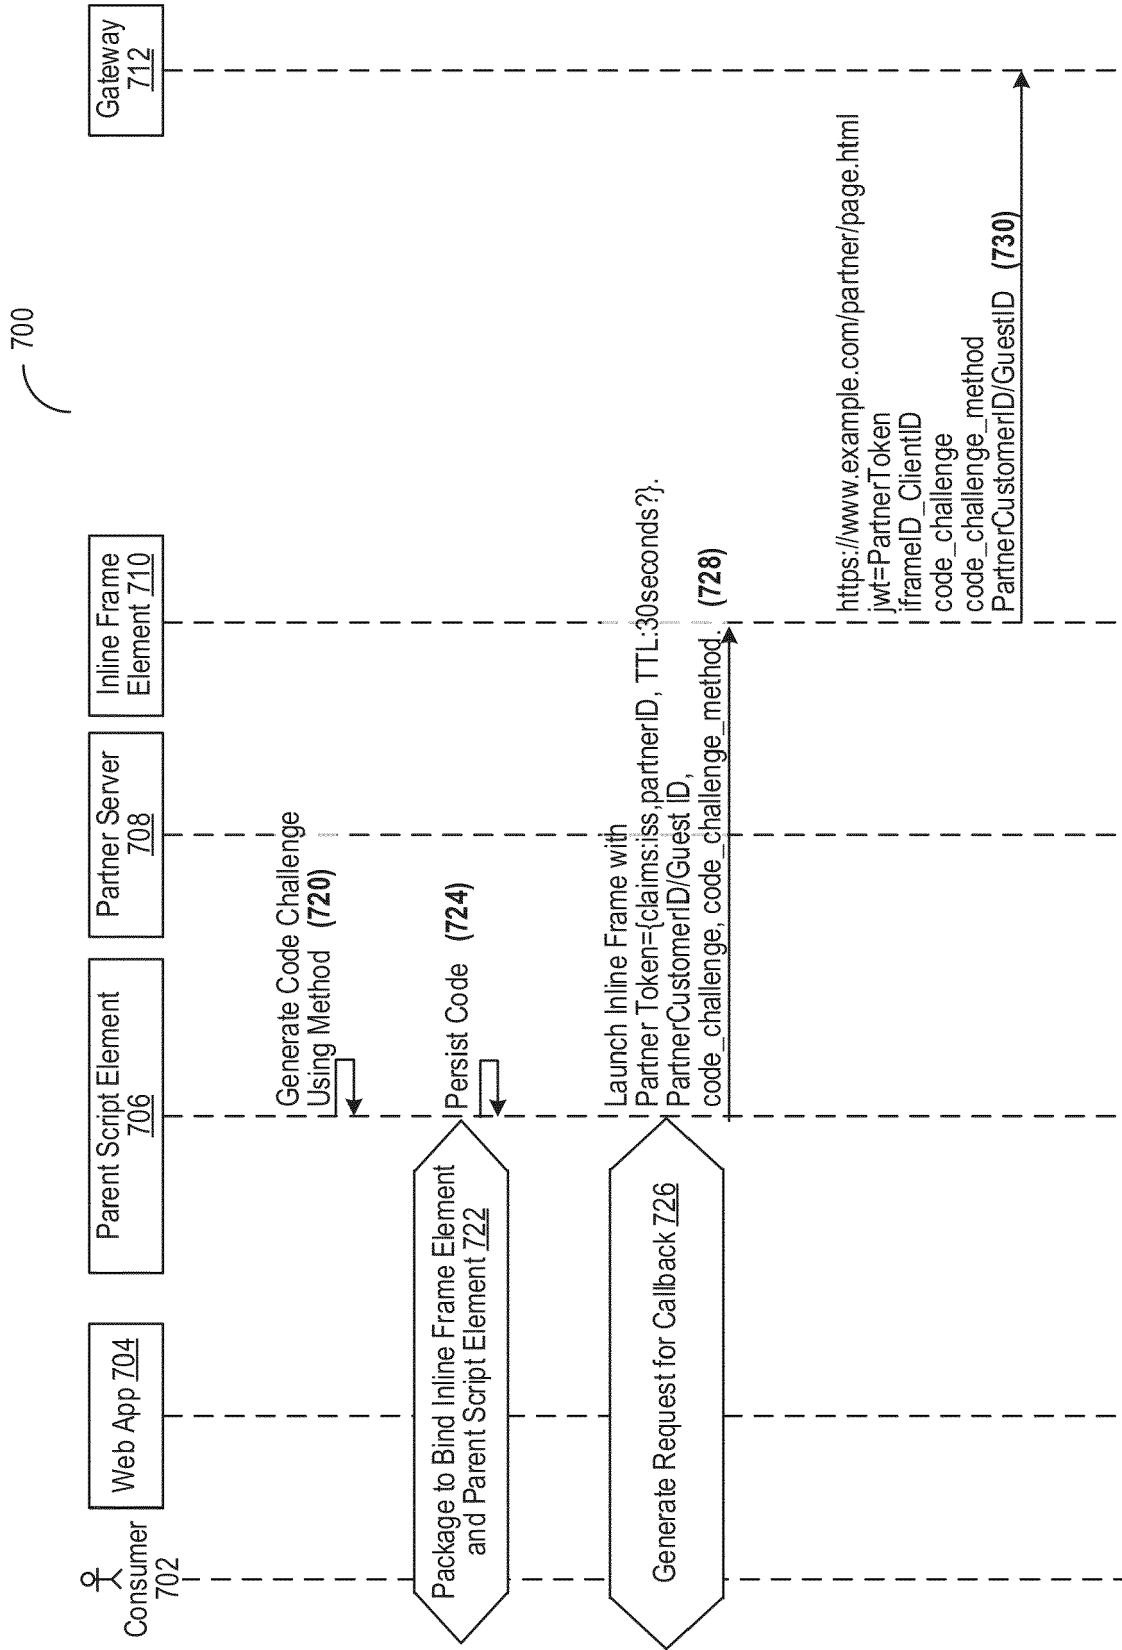 700
Consumer
702
Web App 704
Parent Script Element
706
Partner Server
708
Inline Frame
Element 710
Gateway
712
Generate Code Challenge
Using Method (720)
Package to Bind Inline Frame Element
and Parent Script Element 722
Persist Code (724)
Generate Request for Callback 726
Launch Inline Frame with
Partner Token={claims:iss,partnerID, TTL:30seconds?}.
PartnerCustomerID/Guest ID,
code_challenge, code_challenge_method. (728)
https://www.example.com/partner/page.html
jwt=PartnerToken
iframeID_ClientID
code_challenge
code_challenge_method
PartnerCustomerID/GuestID (730)